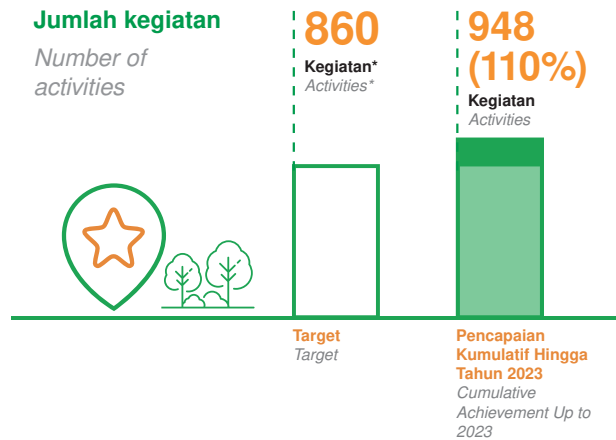 Jumlah kegiatan
Number of
activities
860
Kegiatan*
Activities*
948
(110%)
Kegiatan
Activities
Target
Target
Pencapaian
Kumulatif Hingga
Tahun 2023
Cumulative
Achievement Up to
2023